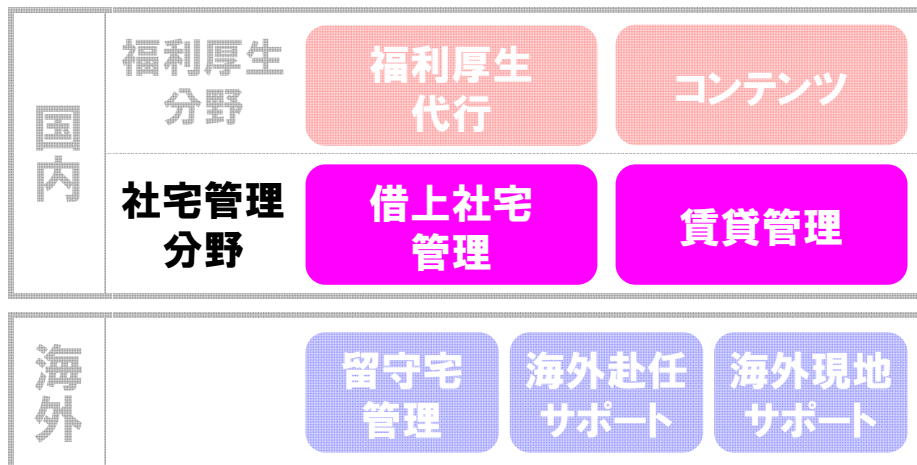 国内
福利厚生
分野
福利厚生
代行
コンテンツ
社宅管理
分野
借上社宅
管理
賃貸管理
海外
留守宅
管理
海外赴任
サポート
海外現地
サポート